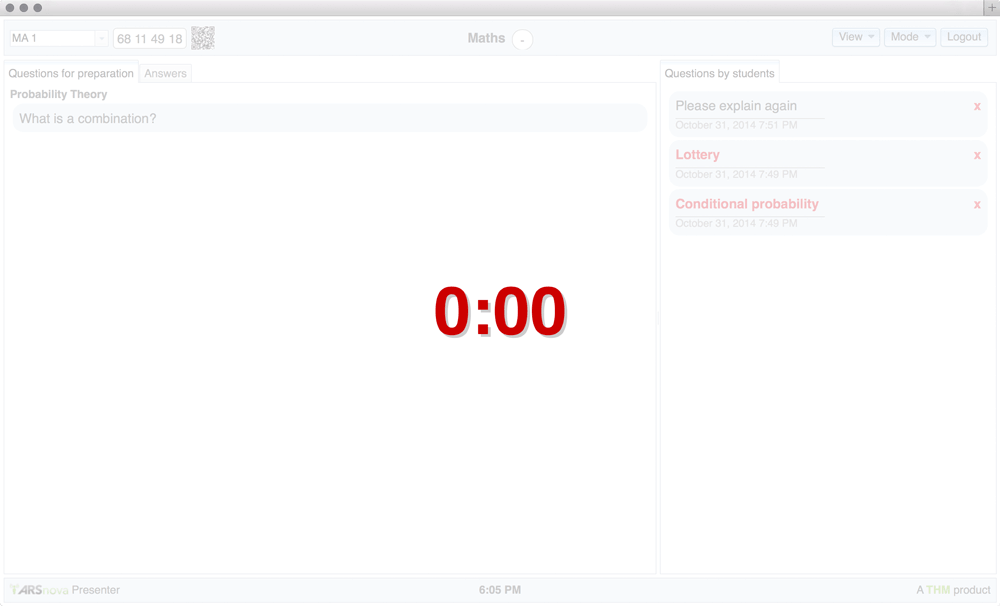 MA 1
68 11 49 18
Maths
-
View
Mode
Logout
Questions for preparation
Answers
Probability Theory
What is a combination?
Questions by students
Please explain again
x
October 31, 2014 7:51 PM
Lottery
x
October 31, 2014 7:49 PM
Conditional probability
x
October 31, 2014 7:49 PM
0:00
ARSnova Presenter
6:05 PM
A THM product